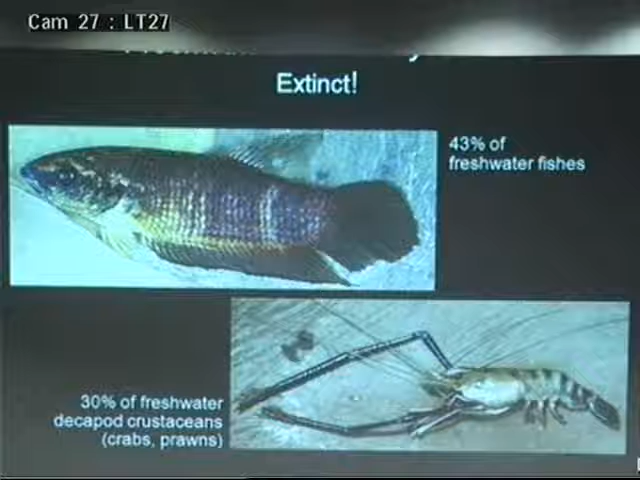 Cam 27 : LT27
Extinct!
43% of
freshwater fishes
30% of freshwater
decapod crustaceans
(crabs, prawns)